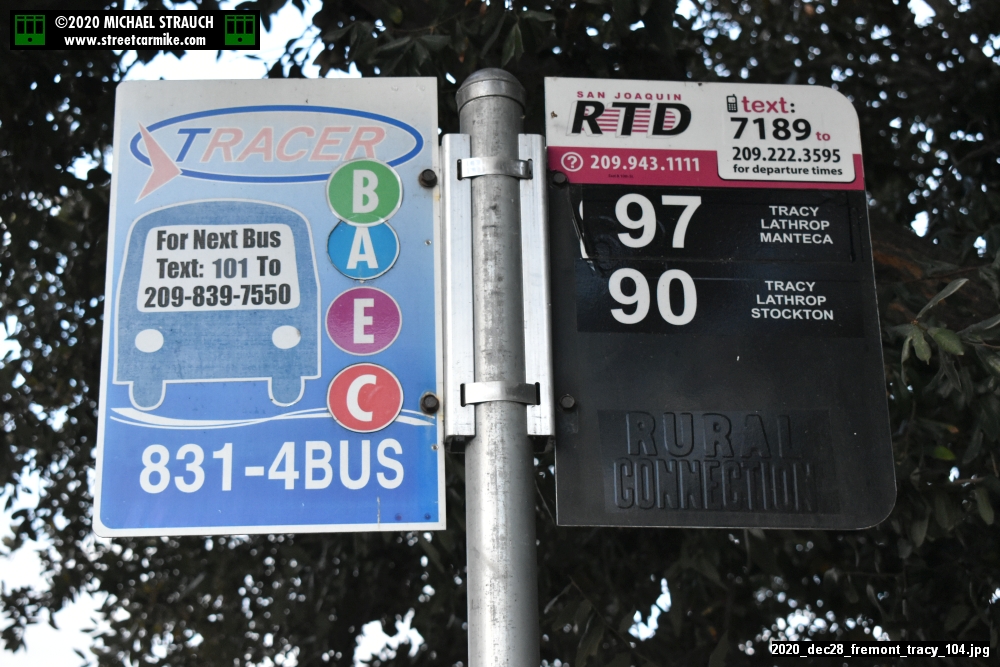 ©2020 MICHAEL STRAUCH
www.streetcarmike.com
TRACER
B
A
E
C
For Next Bus
Text: 101 To
209-839-7550
831-4BUS
SAN JOAQUIN
RTD
text:
7189 to
209.222.3595
for departure times
? 209.943.1111
97
TRACY
LATHROP
MANTECA
90
TRACY
LATHROP
STOCKTON
RURAL
CONNECTION
2020_dec28_fremont_tracy_104.jpg